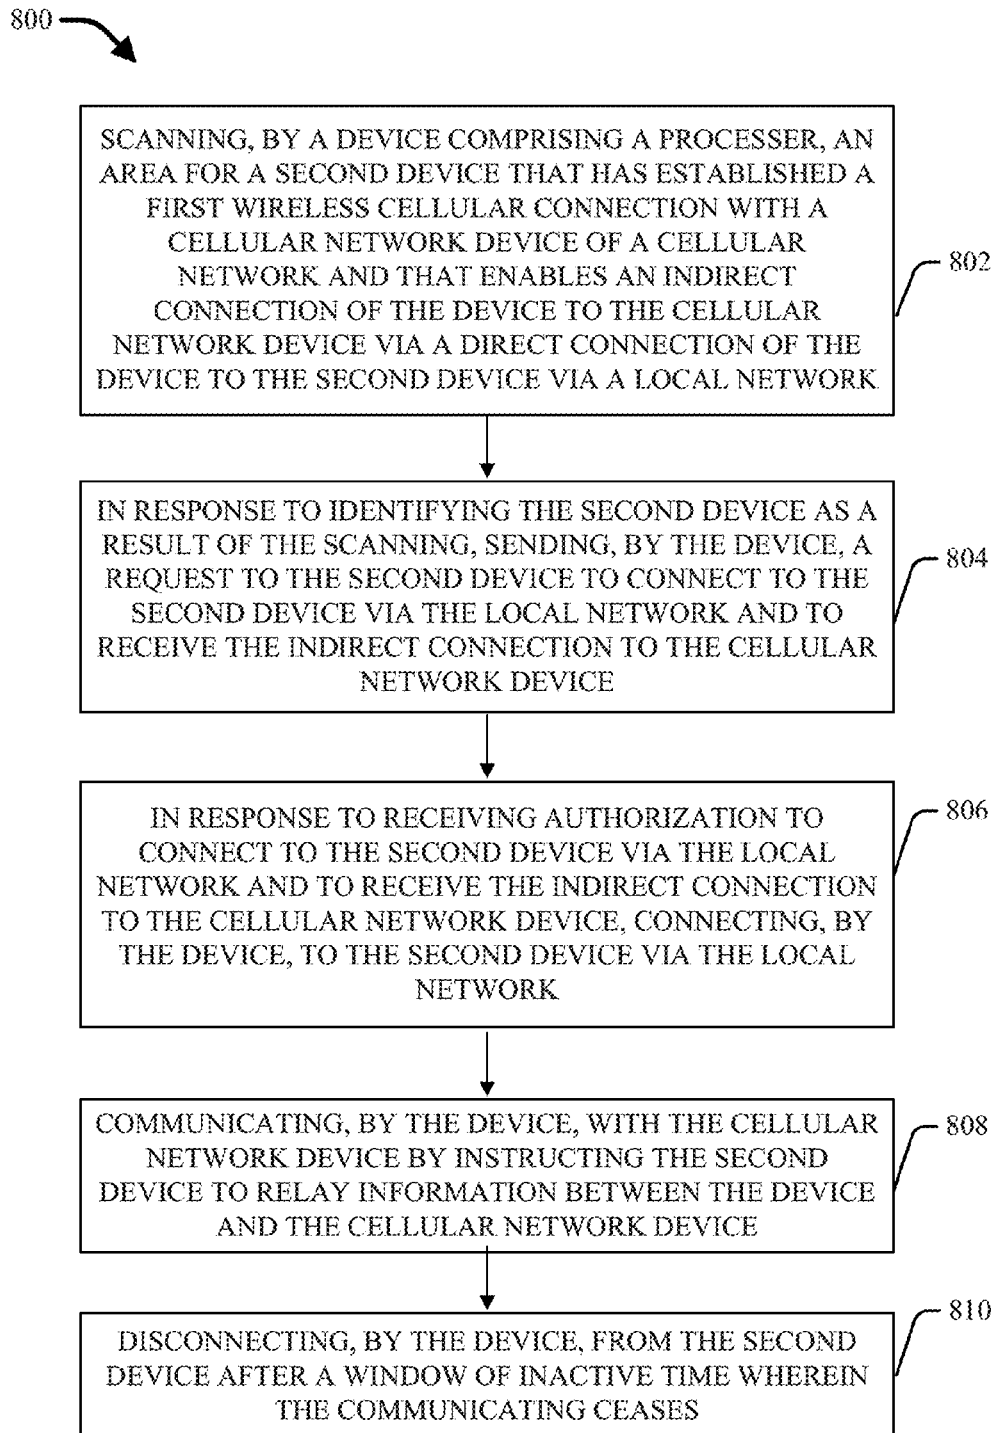 800
SCANNING, BY A DEVICE COMPRISING A PROCESSER, AN
AREA FOR A SECOND DEVICE THAT HAS ESTABLISHED A
FIRST WIRELESS CELLULAR CONNECTION WITH A
CELLULAR NETWORK DEVICE OF A CELLULAR
NETWORK AND THAT ENABLES AN INDIRECT
CONNECTION OF THE DEVICE TO THE CELLULAR
NETWORK DEVICE VIA A DIRECT CONNECTION OF THE
DEVICE TO THE SECOND DEVICE VIA A LOCAL NETWORK
802
IN RESPONSE TO IDENTIFYING THE SECOND DEVICE AS A
RESULT OF THE SCANNING, SENDING, BY THE DEVICE, A
REQUEST TO THE SECOND DEVICE TO CONNECT TO THE
SECOND DEVICE VIA THE LOCAL NETWORK AND TO
RECEIVE THE INDIRECT CONNECTION TO THE CELLULAR
NETWORK DEVICE
804
IN RESPONSE TO RECEIVING AUTHORIZATION TO
CONNECT TO THE SECOND DEVICE VIA THE LOCAL
NETWORK AND TO RECEIVE THE INDIRECT CONNECTION
TO THE CELLULAR NETWORK DEVICE, CONNECTING, BY
THE DEVICE, TO THE SECOND DEVICE VIA THE LOCAL
NETWORK
806
COMMUNICATING, BY THE DEVICE, WITH THE CELLULAR
NETWORK DEVICE BY INSTRUCTING THE SECOND
DEVICE TO RELAY INFORMATION BETWEEN THE DEVICE
AND THE CELLULAR NETWORK DEVICE
808
DISCONNECTING, BY THE DEVICE, FROM THE SECOND
DEVICE AFTER A WINDOW OF INACTIVE TIME WHEREIN
THE COMMUNICATING CEASES
810